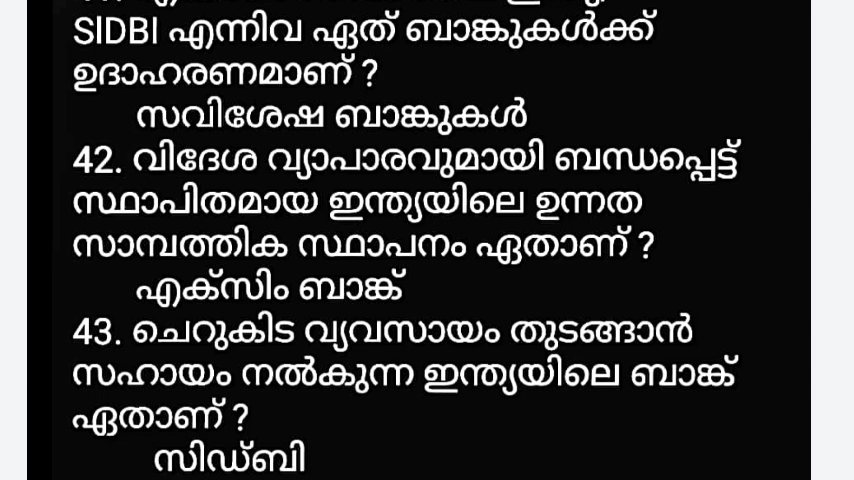 SIDBI എന്നിവ ഏത് ബാങ്കുകൾക്ക്
ഉദാഹരണമാണ് ?
സവിശേഷ ബാങ്കുകൾ
42. വിദേശ വ്യാപാരവുമായി ബന്ധപ്പെട്ട്
സ്ഥാപിതമായ ഇന്ത്യയിലെ ഉന്നത
സാമ്പത്തിക സ്ഥാപനം ഏതാണ് ?
എക്സിം ബാങ്ക്
43. ചെറുകിട വ്യവസായം തുടങ്ങാൻ
സഹായം നൽകുന്ന ഇന്ത്യയിലെ ബാങ്ക്
ഏതാണ് ?
സിഡ്ബി